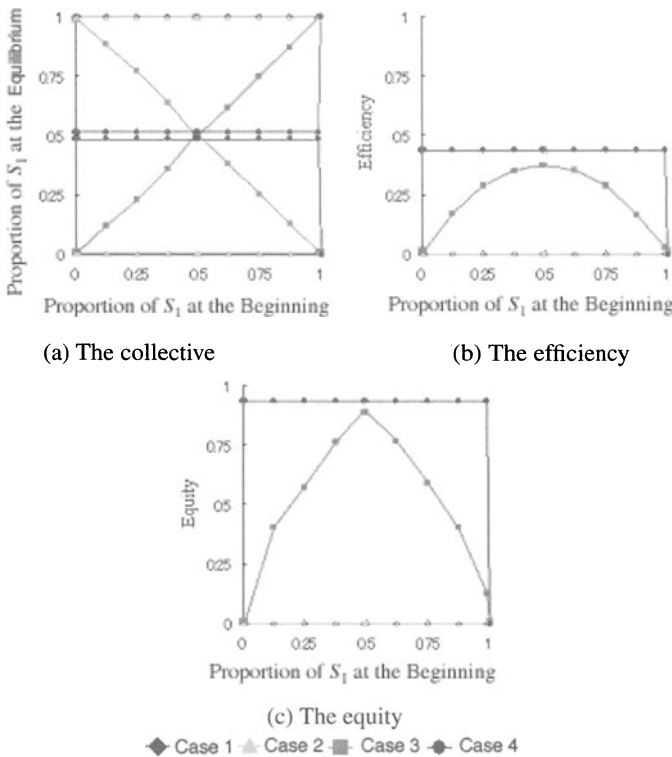 Proportion of S₁ at the Equilibrium
1
0.75
0.5
0.25
0
0 0.25 0.5 0.75 1
Proportion of S₁ at the Beginning
(a) The collective
Efficiency
1
0.75
0.5
0.25
0
0 0.25 0.5 0.75 1
Proportion of S₁ at the Beginning
(b) The efficiency
Equity
1
0.75
0.5
0.25
0
0 0.25 0.5 0.75 1
Proportion of S₁ at the Beginning
(c) The equity
Case 1 Case 2 Case 3 Case 4